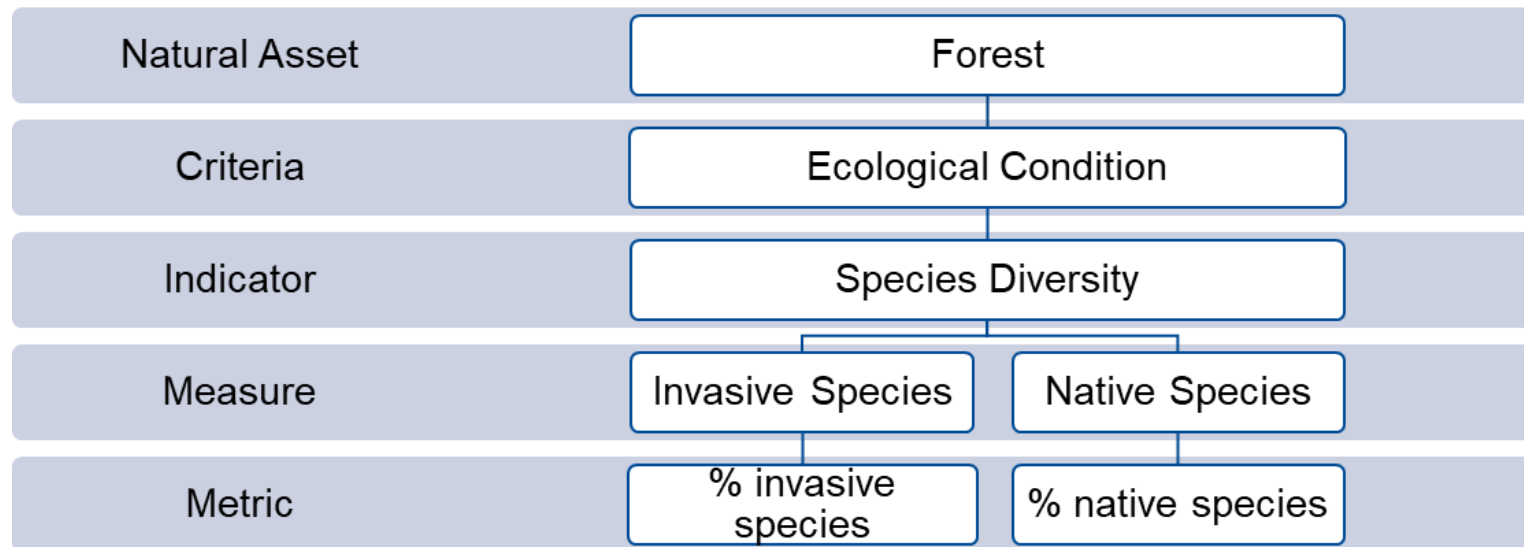 Natural Asset
Forest
Criteria
Ecological Condition
Indicator
Species Diversity
Measure
Invasive Species
Native Species
Metric
% invasive
species
% native species